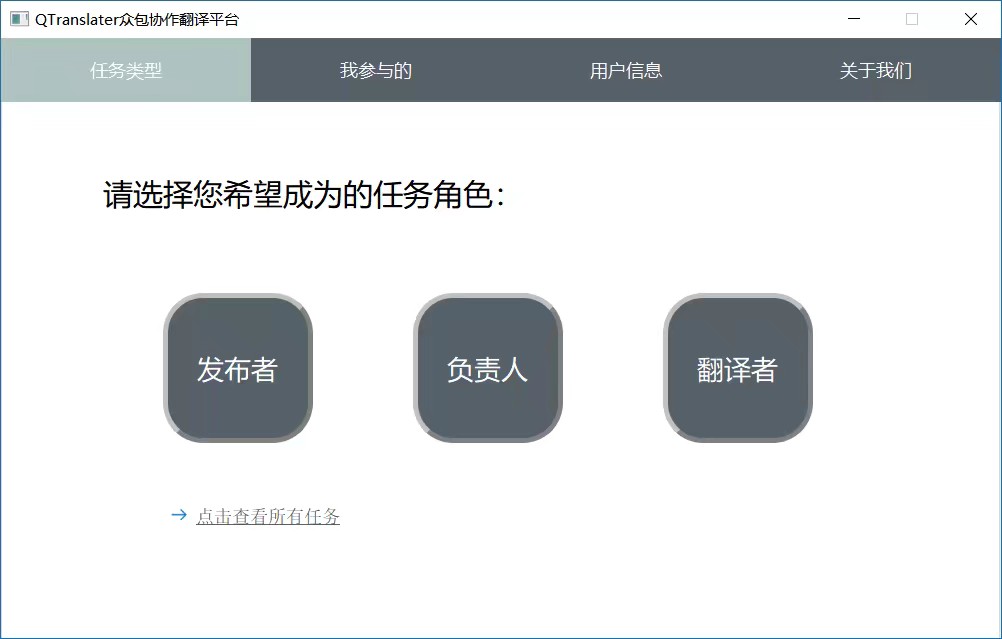 QTranslater众包协作翻译平台
任务类型 我参与的 用户信息 关于我们
请选择您希望成为的任务角色：
发布者 负责人 翻译者
点击查看所有任务